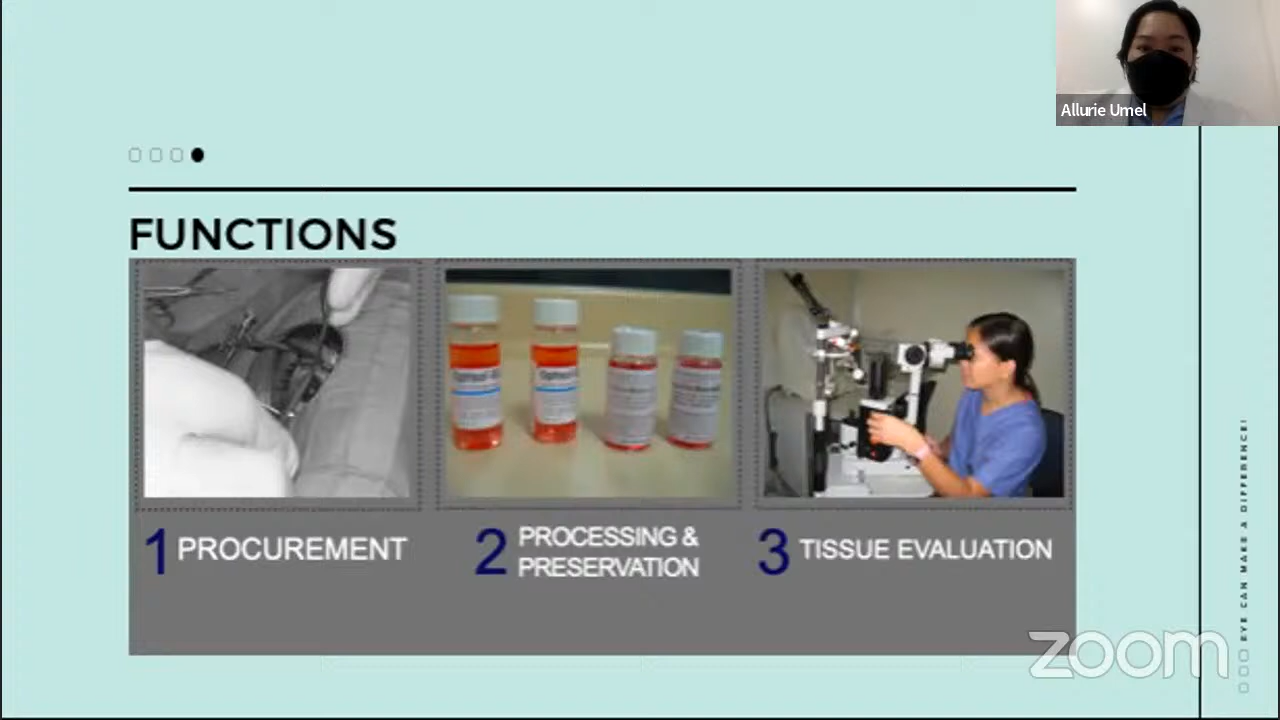 Allurie Umel
FUNCTIONS
1 PROCUREMENT
2 PROCESSING &
PRESERVATION
3 TISSUE EVALUATION
EYE CAN MAKE A DIFFERENCE!
zoom